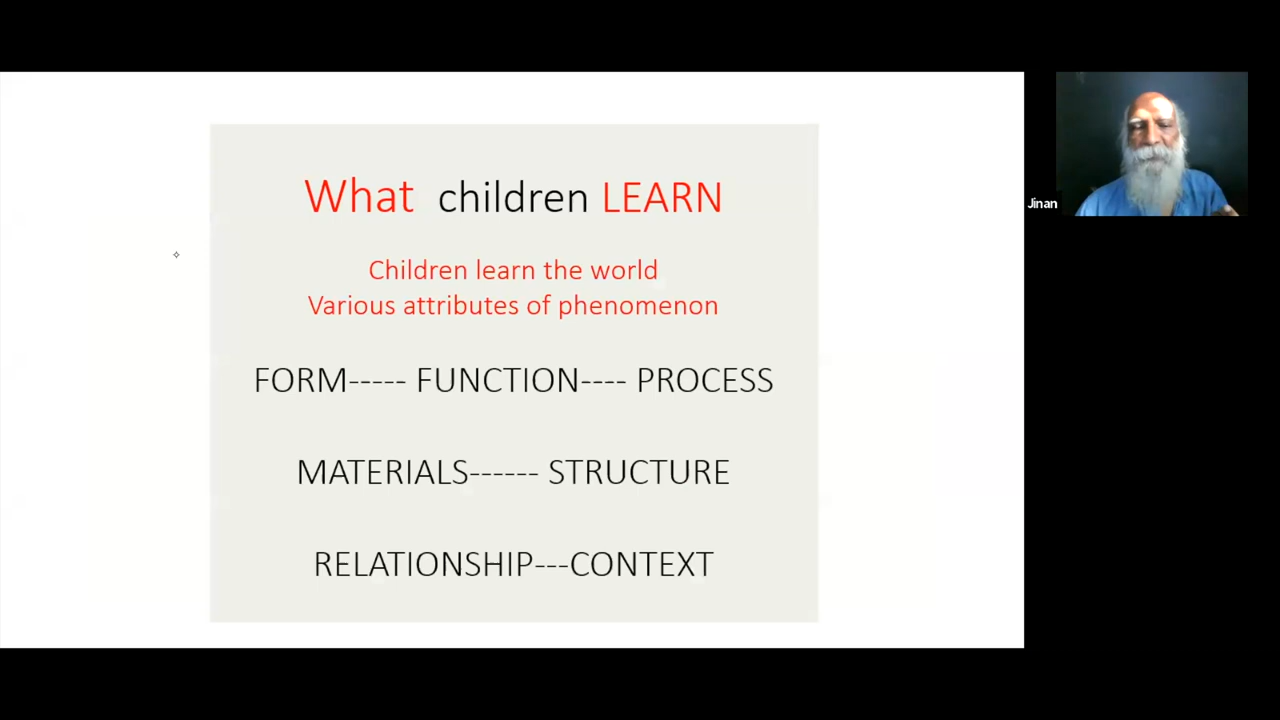 What children LEARN
Children learn the world
Various attributes of phenomenon
FORM----- FUNCTION---- PROCESS
MATERIALS------ STRUCTURE
RELATIONSHIP---CONTEXT
Jinan